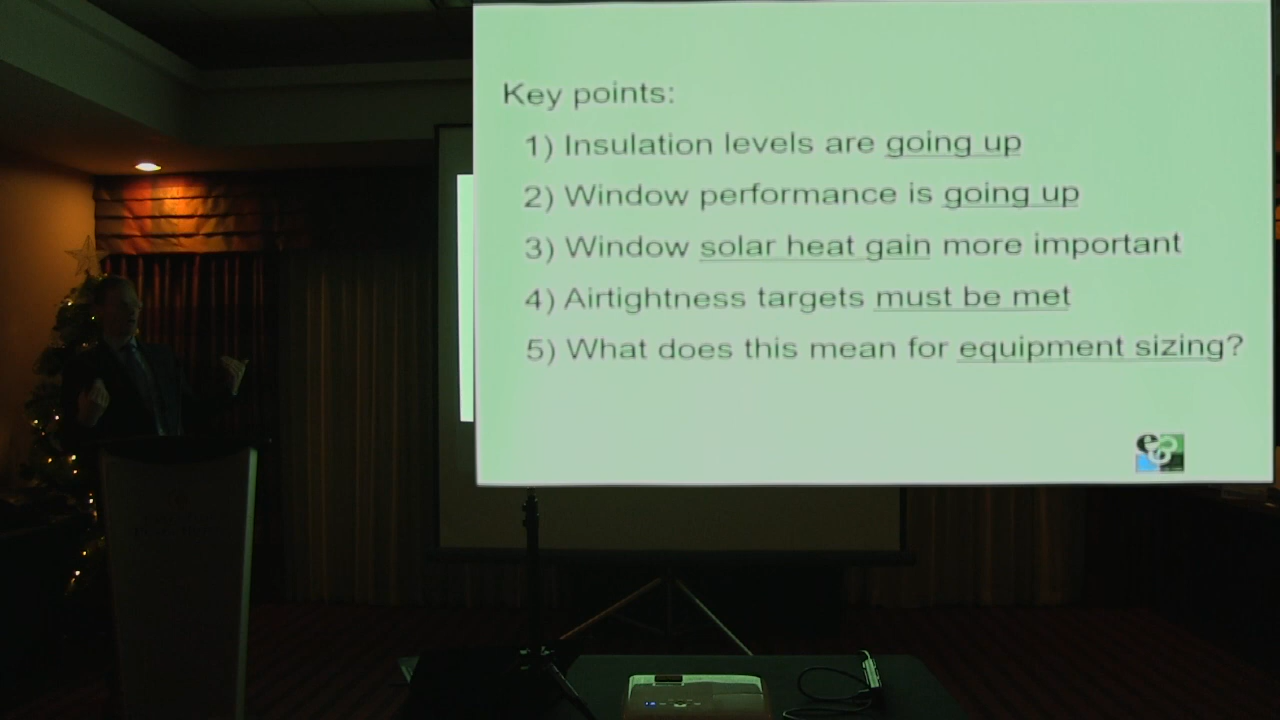 Key points:
1) Insulation levels are going up
2) Window performance is going up
3) Window solar heat gain more important
4) Airtightness targets must be met
5) What does this mean for equipment sizing?